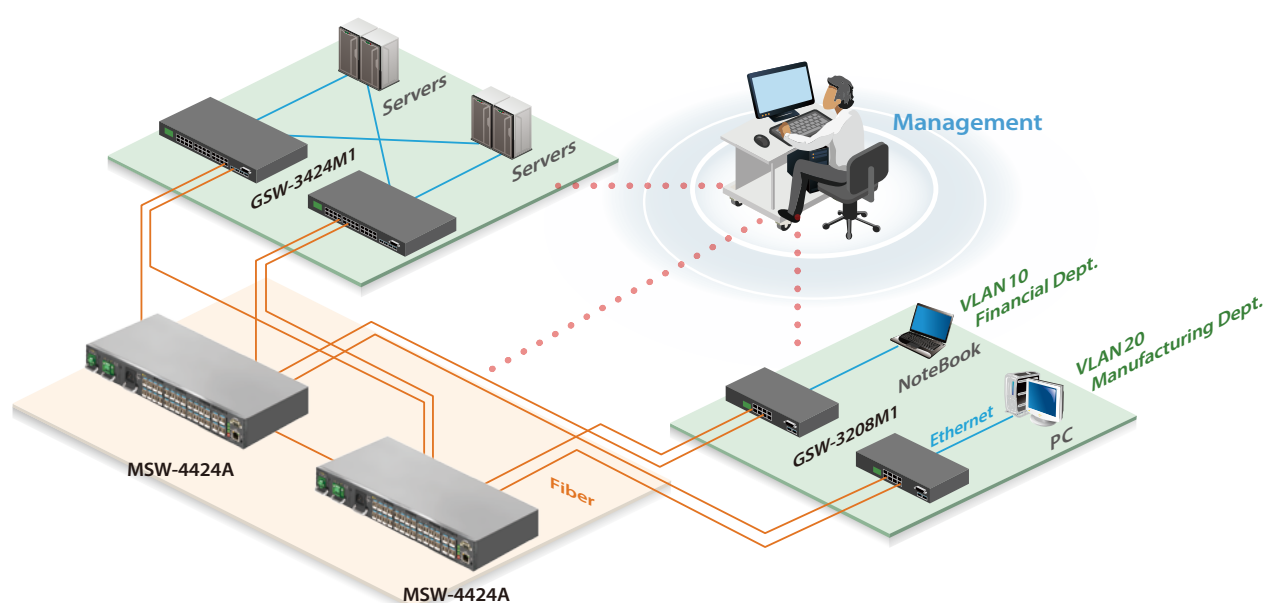 Servers
Servers
GSW-3424M1
Management
VLAN 10
Financial Dept.
VLAN 20
Manufacturing Dept.
NoteBook
GSW-3208M1
Ethernet
PC
MSW-4424A
Fiber
MSW-4424A